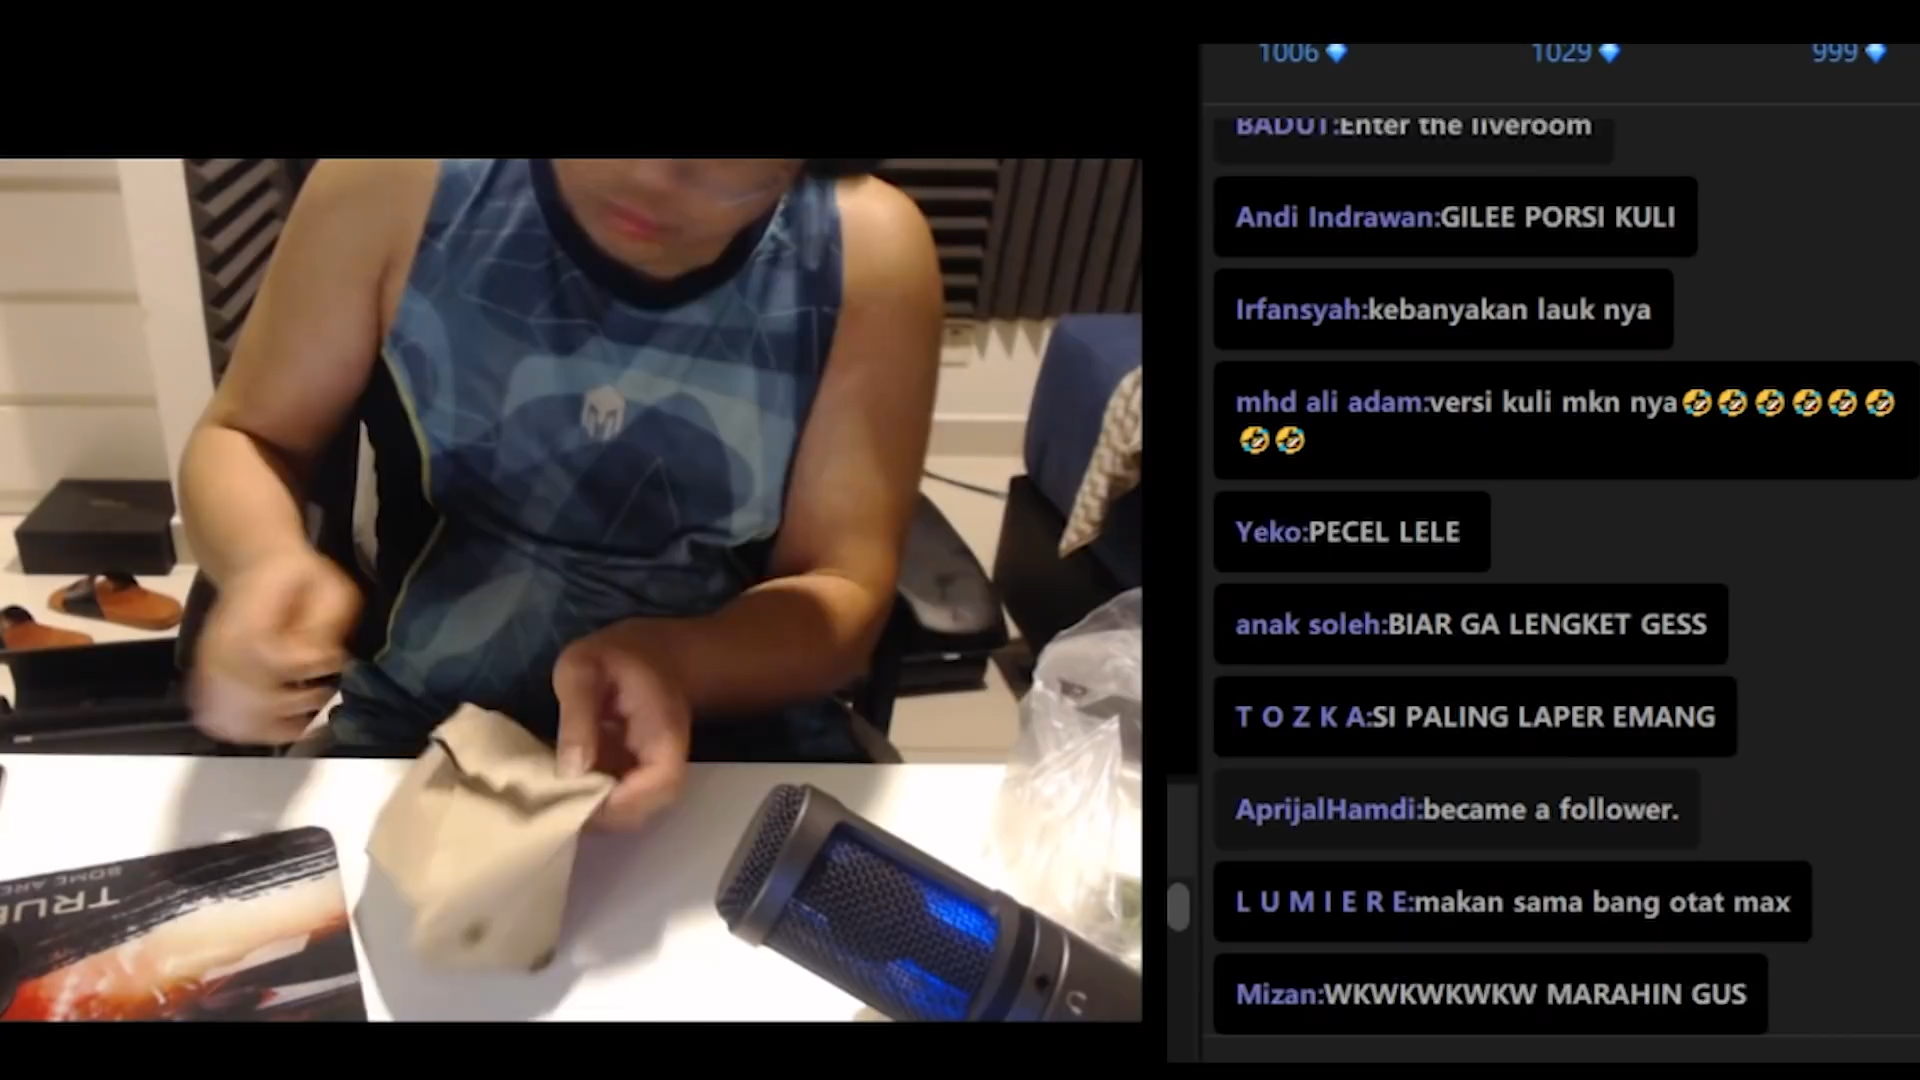 1006 1029 999
BADUT:Enter the liveroom
Andi Indrawan:GILEE PORSI KULI
Irfansyah:kebanyakan lauk nya
mhd ali adam:versi kuli mkn nya🤣🤣🤣🤣🤣🤣
🤣🤣
Yeko:PECEL LELE
anak soleh:BIAR GA LENGKET GESS
T O Z K A:SI PALING LAPER EMANG
AprijalHamdi:became a follower.
L U M I E R E:makan sama bang otat max
Mizan:WKWKWKWKW MARAHIN GUS